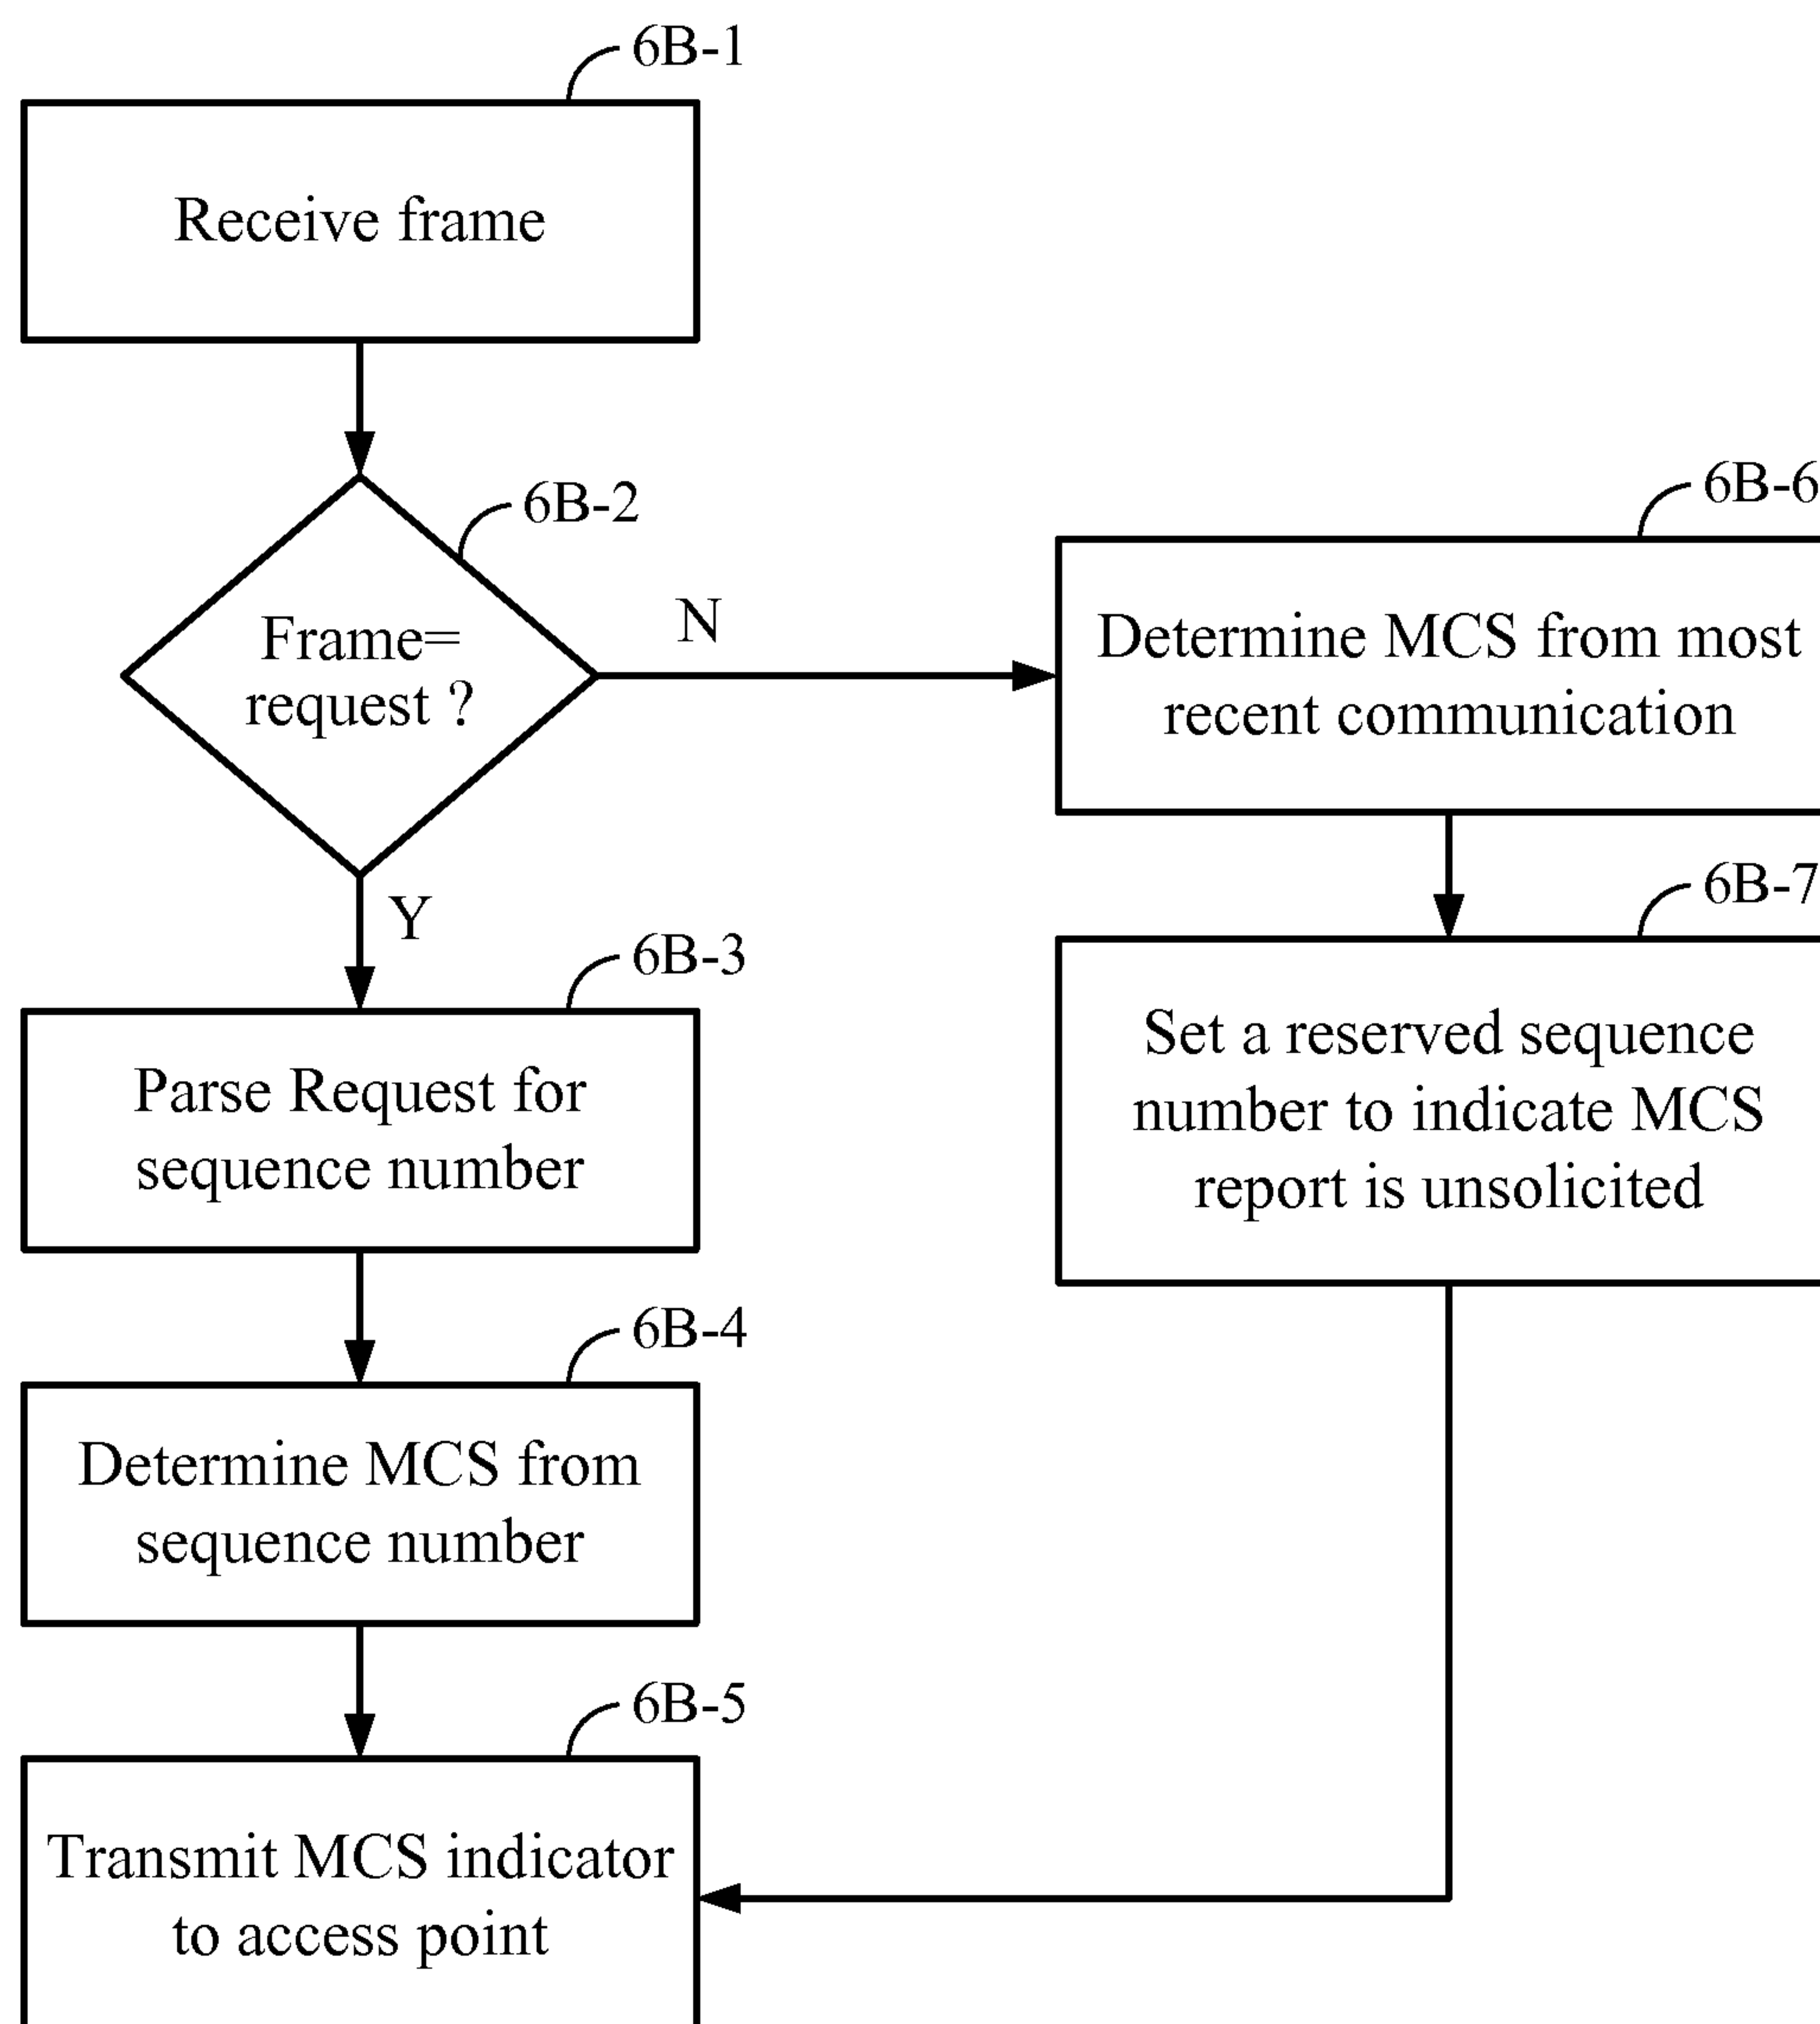 6B-1
Receive frame
6B-2
Frame=
request ?
N
Y
6B-6
Determine MCS from most
recent communication
6B-7
Set a reserved sequence
number to indicate MCS
report is unsolicited
6B-3
Parse Request for
sequence number
6B-4
Determine MCS from
sequence number
6B-5
Transmit MCS indicator
to access point